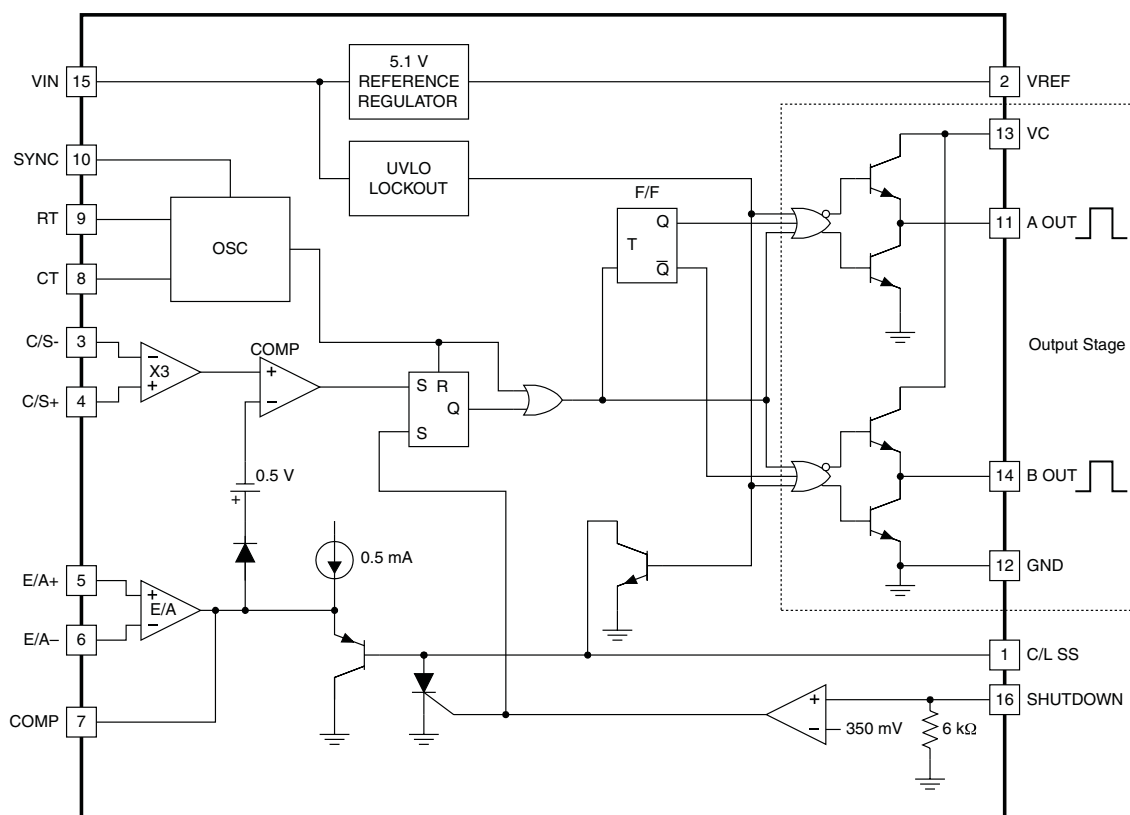 VIN 15
5.1 V
REFERENCE
REGULATOR
2 VREF
13 VC
SYNC 10
UVLO
LOCKOUT
F/F
RT 9
OSC
Q
T
Q̅
11 A OUT
CT 8
C/S- 3
–
X3
+
C/S+ 4
COMP
+
–
S R
Q
S
Output Stage
0.5 V
+
14 B OUT
0.5 mA
E/A+ 5
+
E/A
–
E/A– 6
12 GND
1 C/L SS
COMP 7
16 SHUTDOWN
+
–
350 mV
6 kΩ